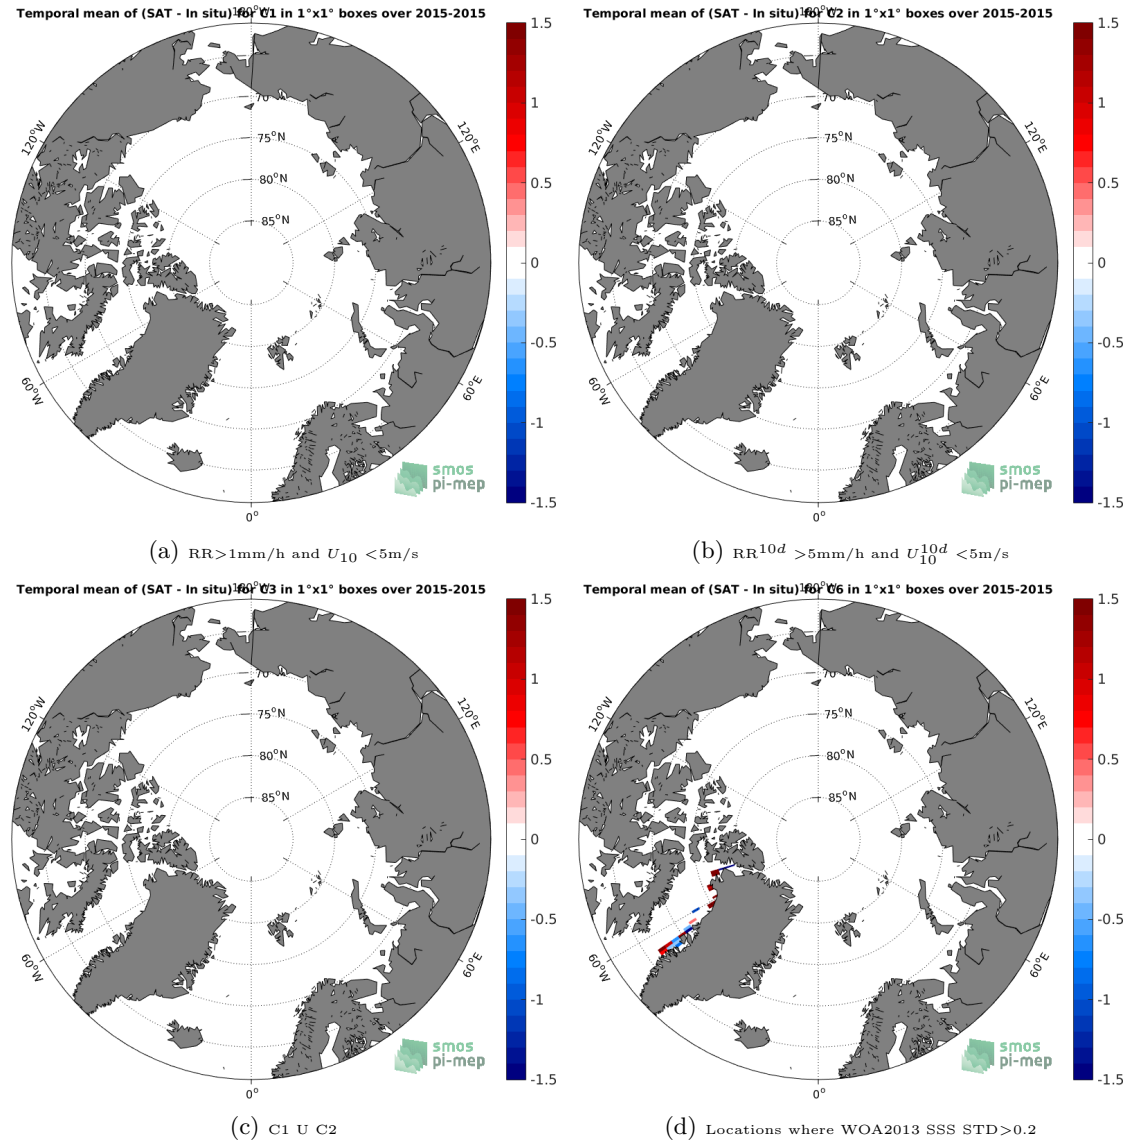 Temporal mean of (SAT - In situ) for C1 in 1°x1° boxes over 2015-2015
180°W
120°W
120°E
70
75°N
80°N
85°N
60°W
60°E
0°
1.5
1
0.5
0
-0.5
-1
-1.5
smos
pi-mep
(a) RR>1mm/h and U10 <5m/s
Temporal mean of (SAT - In situ) for C2 in 1°x1° boxes over 2015-2015
180°W
120°W
120°E
70
75°N
80°N
85°N
60°W
60°E
0°
1.5
1
0.5
0
-0.5
-1
-1.5
smos
pi-mep
(b) RR^10d >5mm/h and U10^10d <5m/s
Temporal mean of (SAT - In situ) for C3 in 1°x1° boxes over 2015-2015
180°W
120°W
120°E
70
75°N
80°N
85°N
60°W
60°E
0°
1.5
1
0.5
0
-0.5
-1
-1.5
smos
pi-mep
(c) C1 U C2
Temporal mean of (SAT - In situ) for C6 in 1°x1° boxes over 2015-2015
180°W
120°W
120°E
70
75°N
80°N
85°N
60°W
60°E
0°
1.5
1
0.5
0
-0.5
-1
-1.5
smos
pi-mep
(d) Locations where WOA2013 SSS STD>0.2